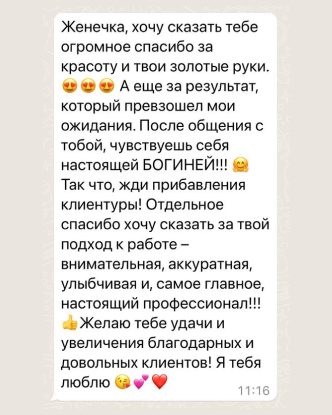 Женечка, хочу сказать тебе
огромное спасибо за
красоту и твои золотые руки.
😍😍😍 А еще за результат,
который превзошел мои
ожидания. После общения с
тобой, чувствуешь себя
настоящей БОГИНЕЙ!!! 🤗
Так что, жди прибавления
клиентуры! Отдельное
спасибо хочу сказать за твой
подход к работе –
внимательная, аккуратная,
улыбчивая и, самое главное,
настоящий профессионал!!!
👍Желаю тебе удачи и
увеличения благодарных и
довольных клиентов! Я тебя
люблю 😘💕❤️
11:16